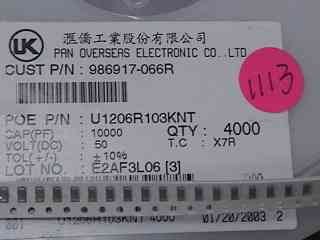 UK
滙僑工業股份有限公司
PAN OVERSEAS ELECTRONIC CO.,LTD
CUST P/N : 986917-066R
1113
POE P/N : U1206R103KNT
CAP(PF) : 10000 QTY : 4000
VOLT(DC) : 50 T.C : X7R
TOL(+/-) : ±10%
LOT NO. : E2AF3L06 [3]
U1206R103KNT 4000 01/20/2003 2